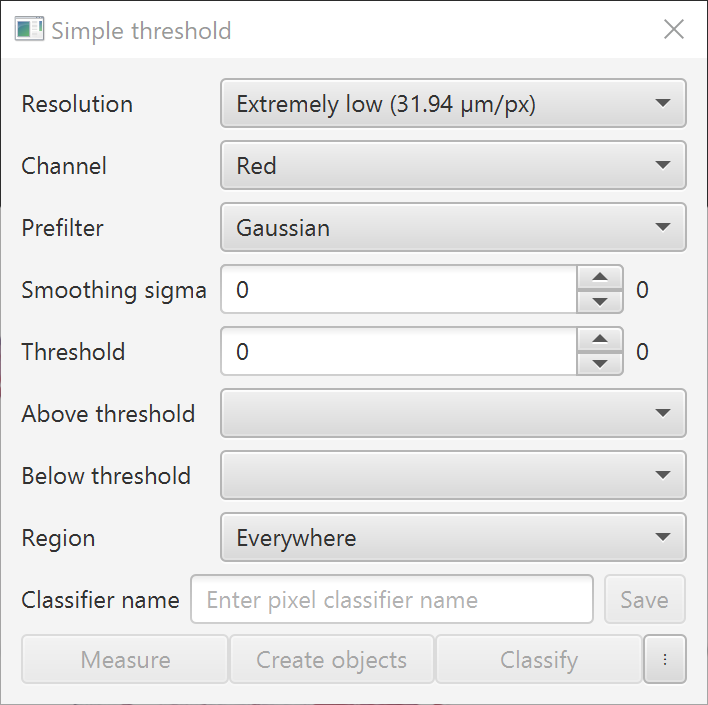 Simple threshold
Resolution Extremely low (31.94 µm/px)
Channel Red
Prefilter Gaussian
Smoothing sigma 0 0
Threshold 0 0
Above threshold
Below threshold
Region Everywhere
Classifier name Enter pixel classifier name Save
Measure Create objects Classify